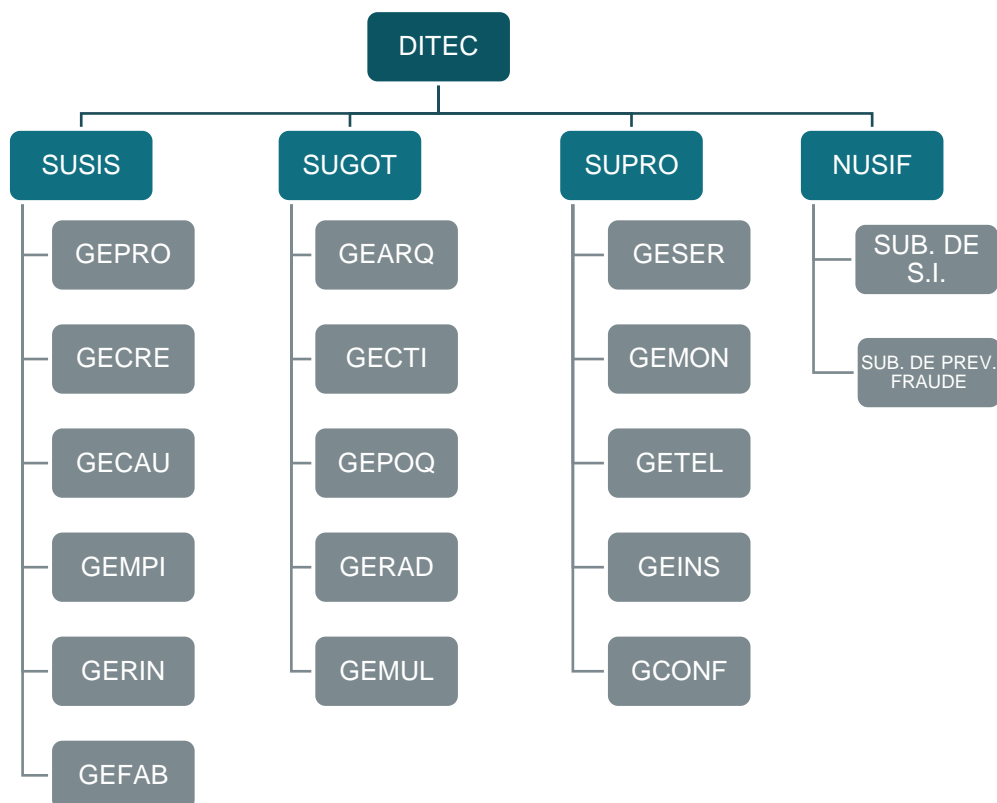 DITEC
SUSIS
SUGOT
SUPRO
NUSIF
GEPRO
GECRE
GECAU
GEMPI
GERIN
GEFAB
GEARQ
GECTI
GEPOQ
GERAD
GEMUL
GESER
GEMON
GETEL
GEINS
GCONF
SUB. DE
S.I.
SUB. DE PREV.
FRAUDE